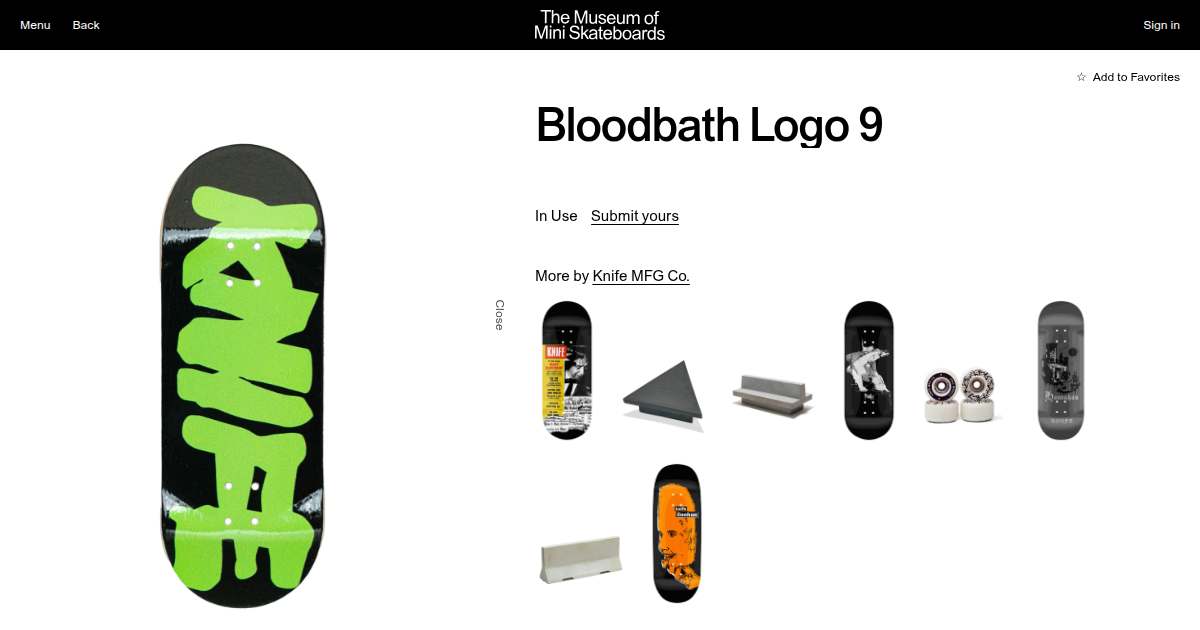 Menu
Back
The Museum of
Mini Skateboards
Sign in
☆ Add to Favorites
Bloodbath Logo 9
In Use
Submit yours
More by Knife MFG Co.
Close
KNIFE
KNIFE